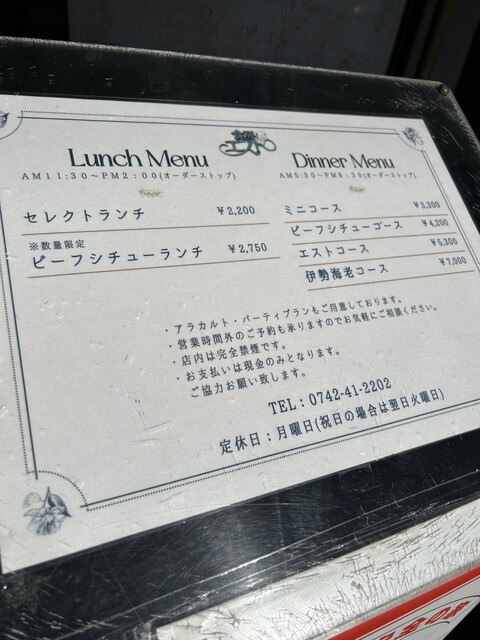 エスト
Lunch Menu
AM11:30～PM2:00(オーダーストップ)
セレクトランチ ¥2,200
※数量限定
ビーフシチューランチ ¥2,750
Dinner Menu
AM5:30～PM8:30(オーダーストップ)
ミニコース ¥3,300
ビーフシチューコース ¥4,200
エストコース ¥5,300
伊勢海老コース ¥7,000
・アラカルト・パーティプランもご用意しております。
・営業時間外のご予約も承りますのでお気軽にご相談ください。
・店内は完全禁煙です。
・お支払いは現金のみとなります。
ご協力お願い致します。
TEL:0742-41-2202
定休日:月曜日(祝日の場合は翌日火曜日)